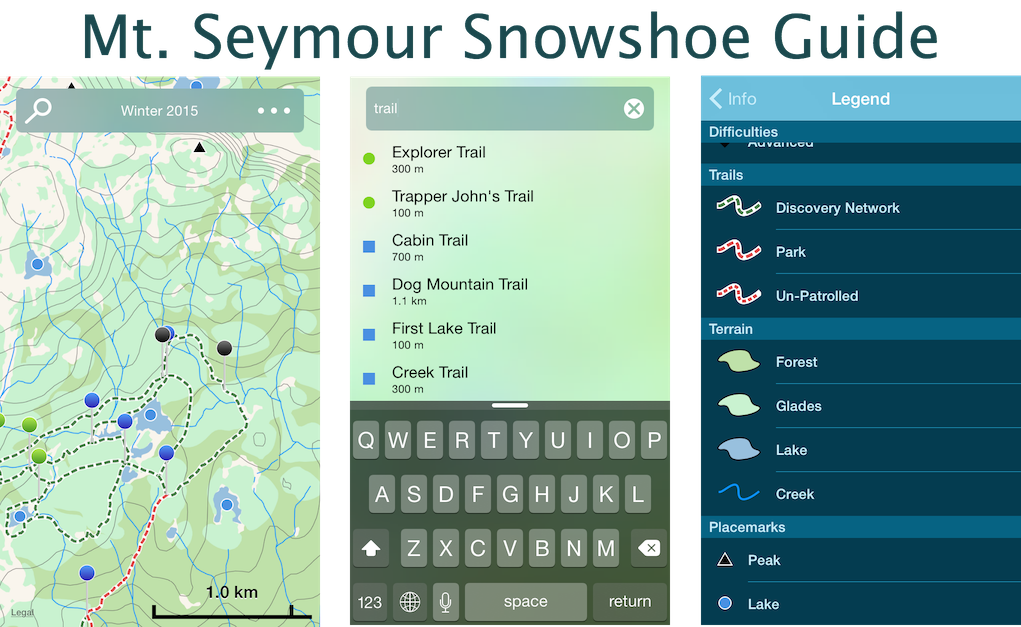 Mt. Seymour Snowshoe Guide
Winter 2015
1.0 km
Legal
trail
Explorer Trail
300 m
Trapper John's Trail
100 m
Cabin Trail
700 m
Dog Mountain Trail
1.1 km
First Lake Trail
100 m
Creek Trail
300 m
Q W E R T Y U I O P
A S D F G H J K L
Z X C V B N M
123 space return
Info Legend
Difficulties
Advanced
Trails
Discovery Network
Park
Un-Patrolled
Terrain
Forest
Glades
Lake
Creek
Placemarks
Peak
Lake